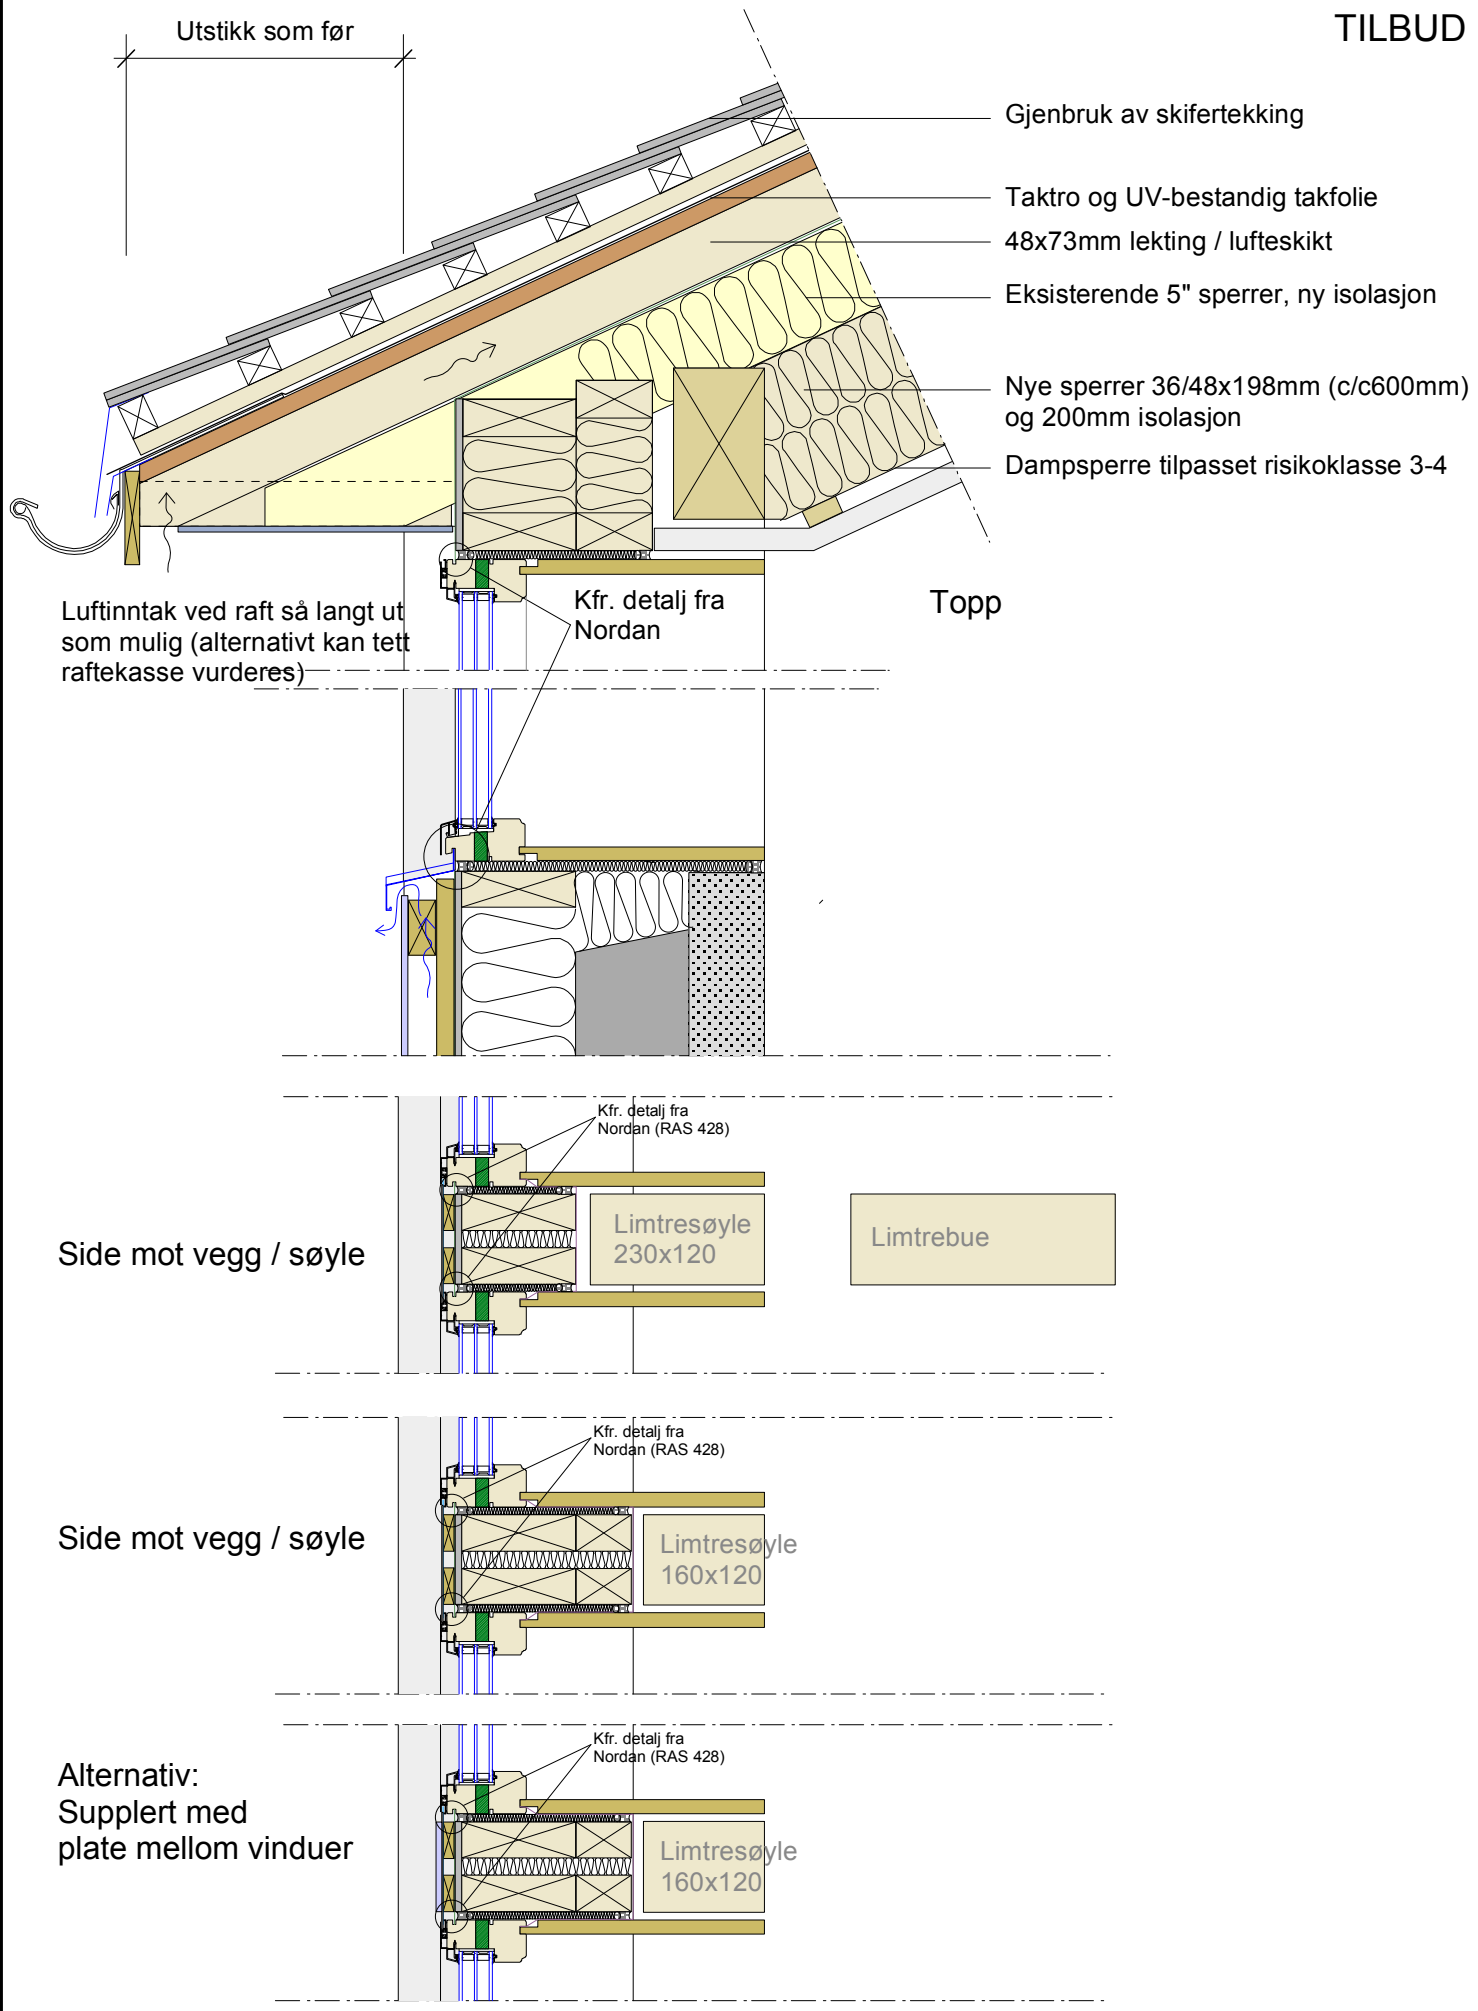 TILBUD
Utstikk som før
Gjenbruk av skifertekking
Taktro og UV-bestandig takfolie
48x73mm lekting / lufteskikt
Eksisterende 5" sperrer, ny isolasjon
Nye sperrer 36/48x198mm (c/c600mm)
og 200mm isolasjon
Dampsperre tilpasset risikoklasse 3-4
Luftinntak ved raft så langt ut
som mulig (alternativt kan tett
raftekasse vurderes)
Kfr. detalj fra
Nordan
Topp
Kfr. detalj fra
Nordan (RAS 428)
Side mot vegg / søyle
Limtresøyle
230x120
Limtrebue
Kfr. detalj fra
Nordan (RAS 428)
Side mot vegg / søyle
Limtresøyle
160x120
Kfr. detalj fra
Nordan (RAS 428)
Alternativ:
Supplert med
plate mellom vinduer
Limtresøyle
160x120